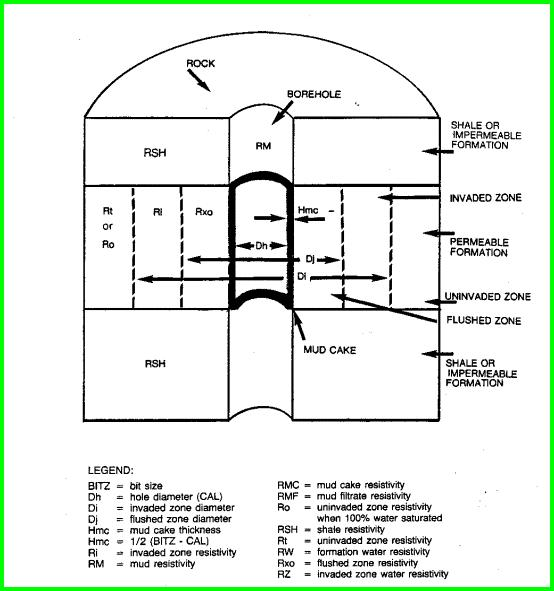 ROCK
BOREHOLE
SHALE OR
IMPERMEABLE
FORMATION
RSH
RM
INVADED ZONE
Rt
or
Ro
Ri
Rxo
Hmc
Dh
Dj
Di
PERMEABLE
FORMATION
UNINVADED ZONE
FLUSHED ZONE
MUD CAKE
RSH
SHALE OR
IMPERMEABLE
FORMATION
LEGEND:
BITZ = bit size
Dh = hole diameter (CAL)
Di = invaded zone diameter
Dj = flushed zone diameter
Hmc = mud cake thickness
Hmc = 1/2 (BITZ - CAL)
Ri = invaded zone resistivity
RM = mud resistivity
RMC = mud cake resistivity
RMF = mud filtrate resistivity
Ro = uninvaded zone resistivity
when 100% water saturated
RSH = shale resistivity
Rt = uninvaded zone resistivity
RW = formation water resistivity
Rxo = flushed zone resistivity
RZ = invaded zone water resistivity